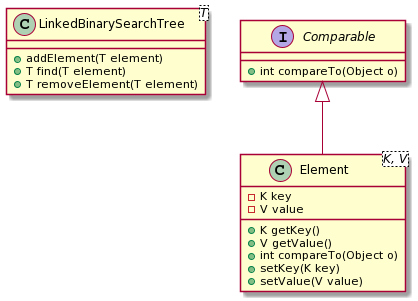 C LinkedBinarySearchTree T
addElement(T element)
T find(T element)
T removeElement(T element)
I Comparable
int compareTo(Object o)
C Element K, V
K key
V value
K getKey()
V getValue()
int compareTo(Object o)
setKey(K key)
setValue(V value)